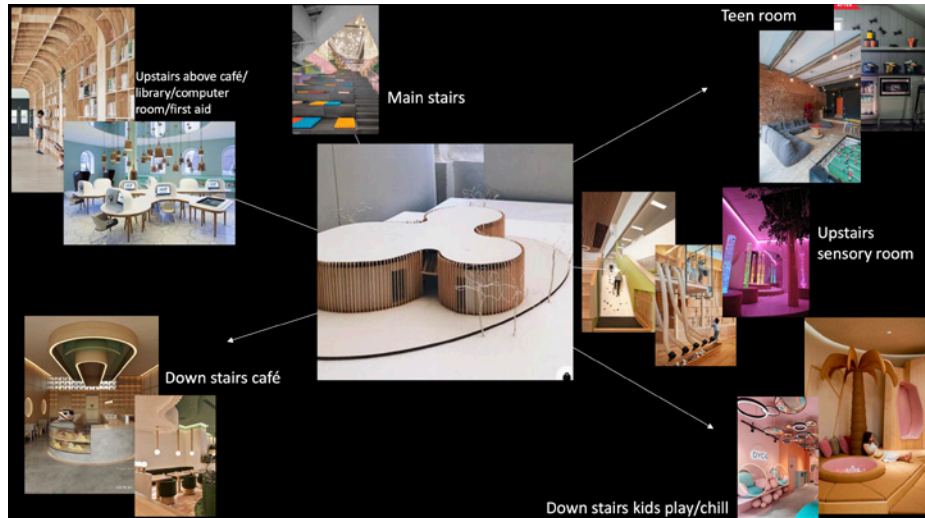 Teen room
Upstairs above café/
library/computer
room/first aid
Main stairs
Upstairs
sensory room
Down stairs café
DYCA
Down stairs kids play/chill